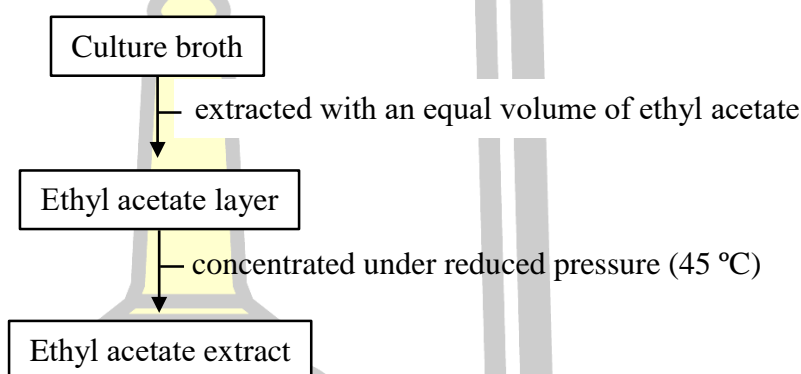 Culture broth
extracted with an equal volume of ethyl acetate
Ethyl acetate layer
concentrated under reduced pressure (45 ºC)
Ethyl acetate extract